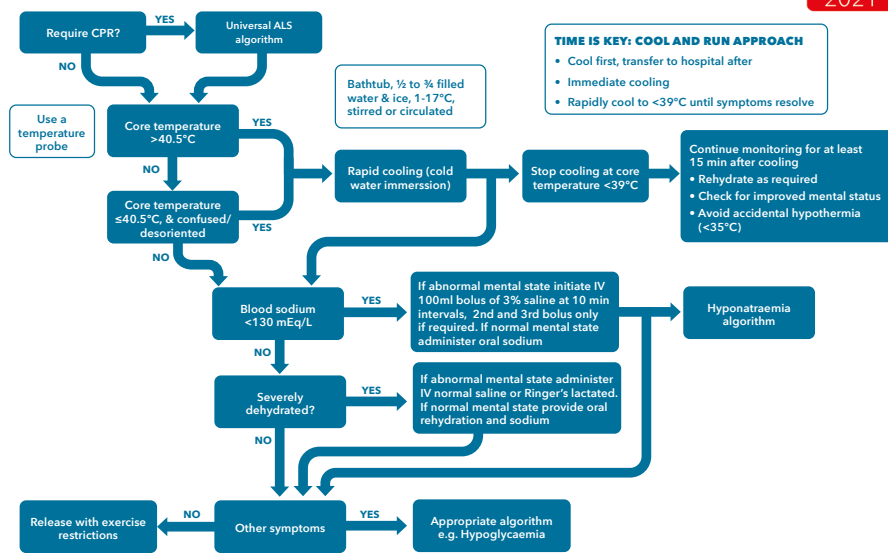 2021
Require CPR?
YES
Universal ALS
algorithm
NO
TIME IS KEY: COOL AND RUN APPROACH
• Cool first, transfer to hospital after
• Immediate cooling
• Rapidly cool to <39°C until symptoms resolve
Bathtub, ½ to ¾ filled
water & ice, 1-17°C,
stirred or circulated
Use a
temperature
probe
Core temperature
>40.5°C
YES
NO
Core temperature
≤40.5°C, & confused/
desoriented
YES
NO
Rapid cooling (cold
water immerssion)
Stop cooling at core
temperature <39°C
Continue monitoring for at least
15 min after cooling
• Rehydrate as required
• Check for improved mental status
• Avoid accidental hypothermia
(<35°C)
Blood sodium
<130 mEq/L
YES
If abnormal mental state initiate IV
100ml bolus of 3% saline at 10 min
intervals, 2nd and 3rd bolus only
if required. If normal mental state
administer oral sodium
Hyponatraemia
algorithm
NO
Severely
dehydrated?
YES
If abnormal mental state administer
IV normal saline or Ringer's lactated.
If normal mental state provide oral
rehydration and sodium
NO
Release with exercise
restrictions
NO
Other symptoms
YES
Appropriate algorithm
e.g. Hypoglycaemia